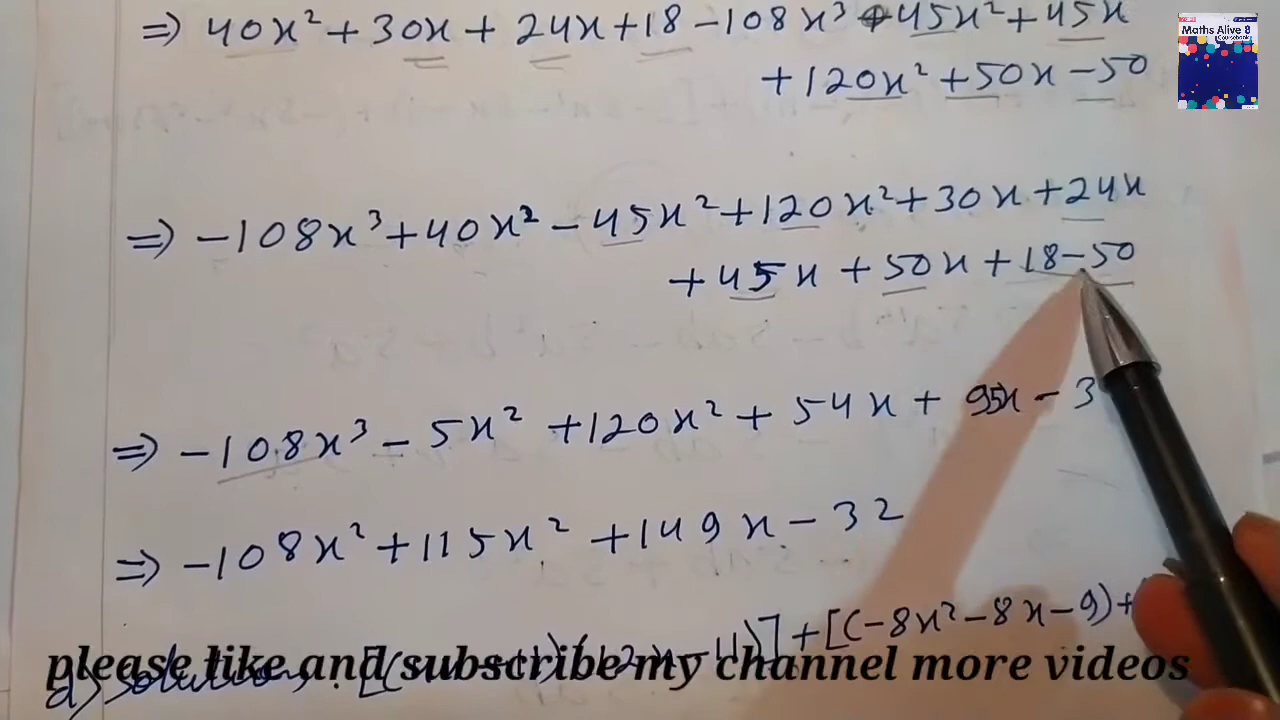 ⇒) 40x² + 30x + 24x + 18 - 108x³ + 45x² + 45x
+ 120x² + 50x - 50
Maths Alive 8
Coursebook
⇒) - 108x³ + 40x² - 45x² + 120x² + 30x + 24x
+ 45x + 50x + 18 - 50
⇒) - 108x³ - 5x² + 120x² + 54x + 95x - 3
⇒) - 108x² + 115x² + 149x - 32
+ [(-8x² - 8x - 9) +
please like and subscribe my channel more videos
d) solution